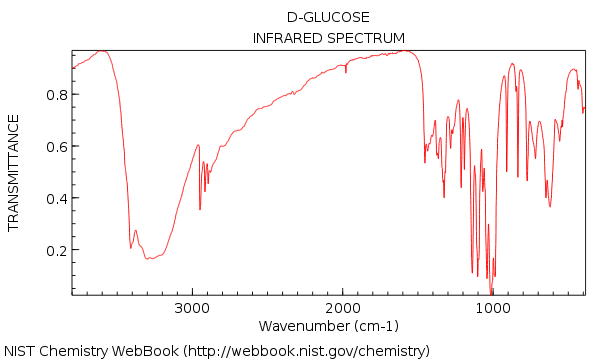 D-GLUCOSE
INFRARED SPECTRUM
TRANSMITTANCE
0.8
0.6
0.4
0.2
3000 2000 1000
Wavenumber (cm-1)
NIST Chemistry WebBook (http://webbook.nist.gov/chemistry)